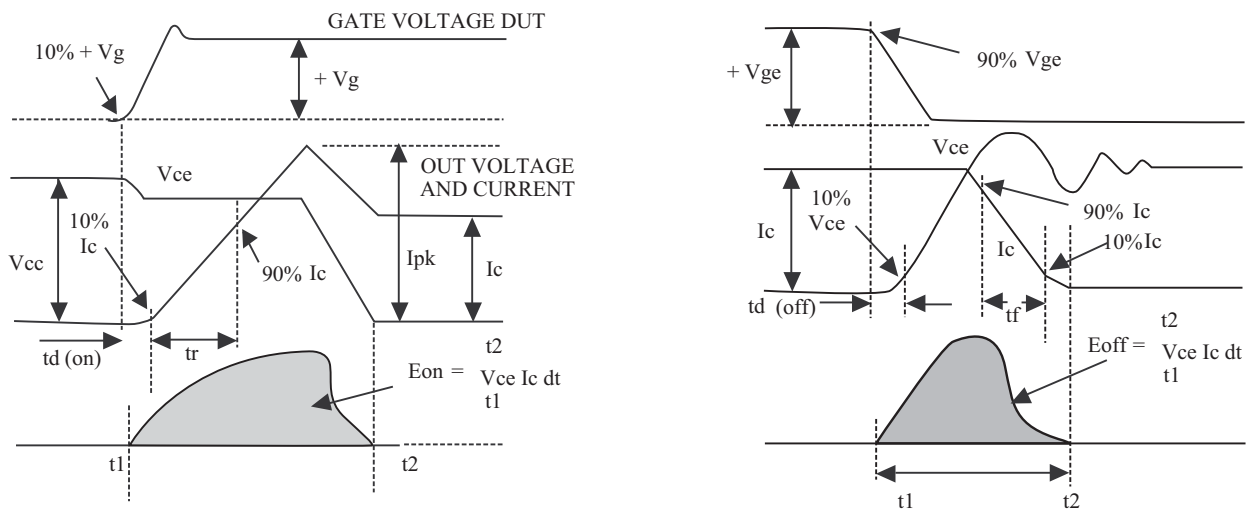 GATE VOLTAGE DUT
10% + Vg
+ Vg
Vce
OUT VOLTAGE
AND CURRENT
10%
Ic
Vcc
90% Ic
Ipk
Ic
td (on)
tr
t2
Eon =
Vce Ic dt
t1
t1
t2
90% Vge
+ Vge
Vce
10%
Vce
90% Ic
Ic
Ic
10%Ic
td (off)
tf
t2
Eoff =
Vce Ic dt
t1
t1
t2